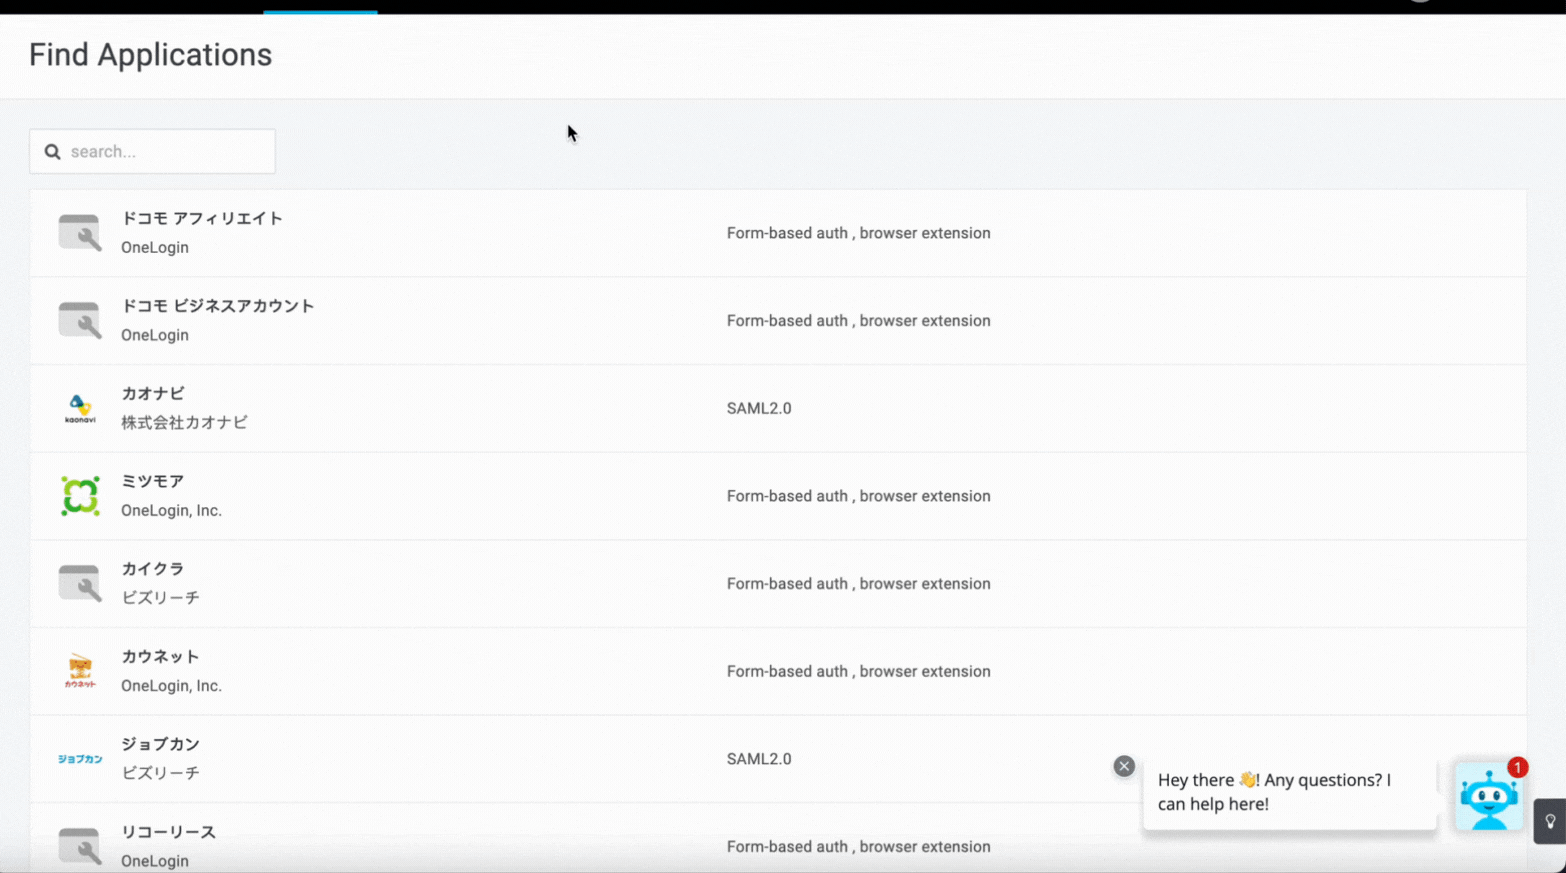 Find Applications
search...
ドコモ アフィリエイト
OneLogin
Form-based auth , browser extension
ドコモ ビジネスアカウント
OneLogin
Form-based auth , browser extension
kaonavi
カオナビ
株式会社カオナビ
SAML2.0
ミツモア
OneLogin, Inc.
Form-based auth , browser extension
カイクラ
ビズリーチ
Form-based auth , browser extension
カウネット
カウネット
OneLogin, Inc.
Form-based auth , browser extension
ジョブカン
ジョブカン
ビズリーチ
SAML2.0
リコーリース
OneLogin
Form-based auth , browser extension
Hey there 👋! Any questions? I
can help here!
1